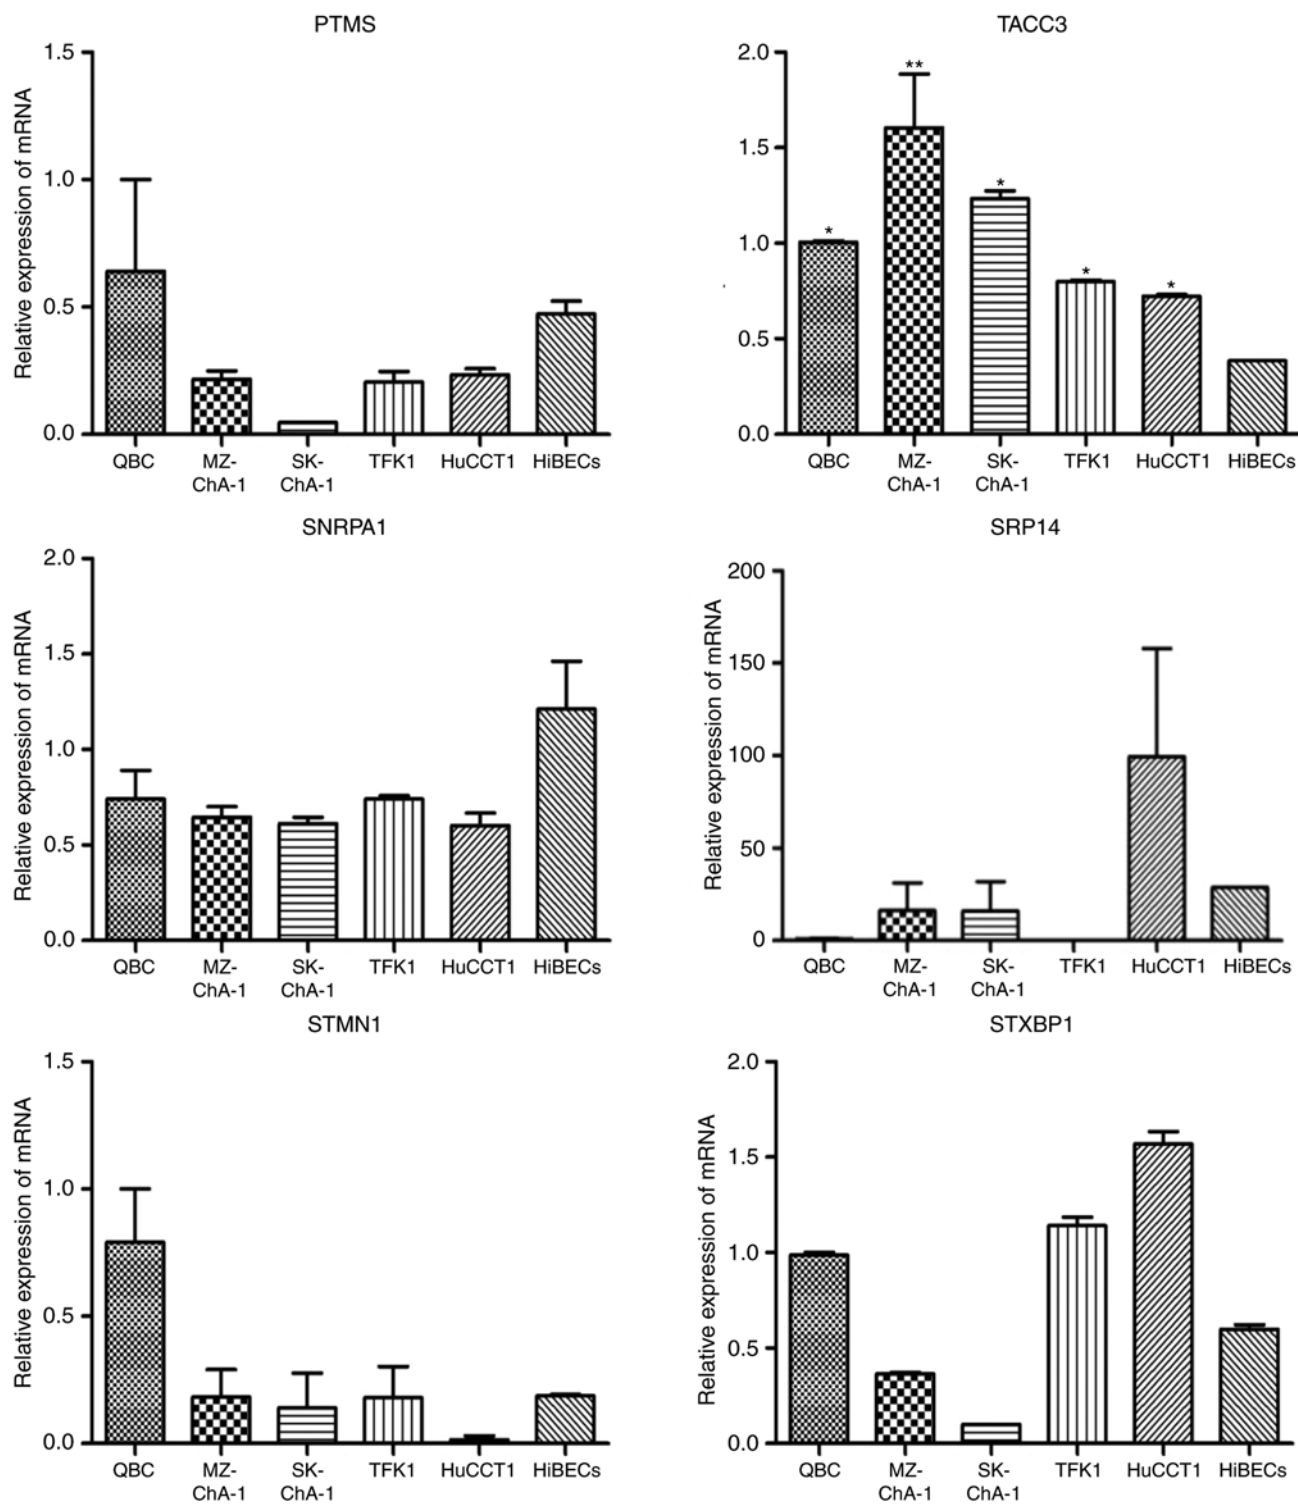 PTMS
Relative expression of mRNA
1.5
1.0
0.5
0.0
QBC MZ- SK- TFK1 HuCCT1 HiBECs
ChA-1 ChA-1
TACC3
2.0
1.5
1.0
0.5
0.0
* ** * * *
QBC MZ- SK- TFK1 HuCCT1 HiBECs
ChA-1 ChA-1
SNRPA1
Relative expression of mRNA
2.0
1.5
1.0
0.5
0.0
QBC MZ- SK- TFK1 HuCCT1 HiBECs
ChA-1 ChA-1
SRP14
Relative expression of mRNA
200
150
100
50
0
QBC MZ- SK- TFK1 HuCCT1 HiBECs
ChA-1 ChA-1
STMN1
Relative expression of mRNA
1.5
1.0
0.5
0.0
QBC MZ- SK- TFK1 HuCCT1 HiBECs
ChA-1 ChA-1
STXBP1
Relative expression of mRNA
2.0
1.5
1.0
0.5
0.0
QBC MZ- SK- TFK1 HuCCT1 HiBECs
ChA-1 ChA-1